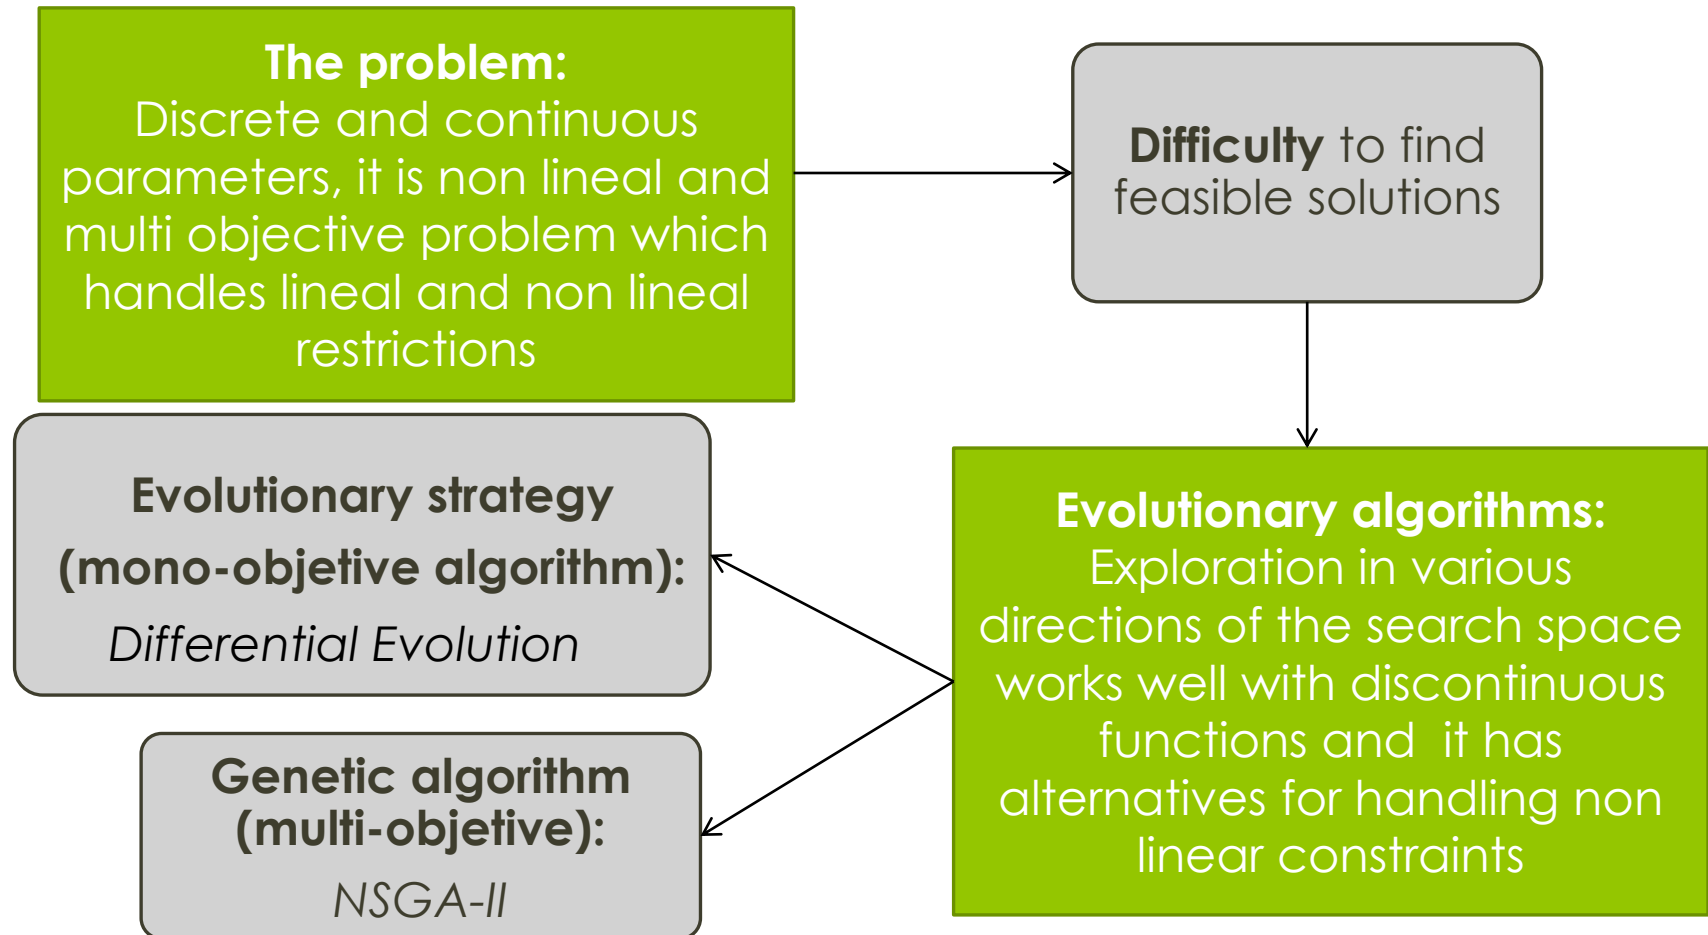 The problem:
Discrete and continuous
parameters, it is non lineal and
multi objective problem which
handles lineal and non lineal
restrictions
Difficulty to find
feasible solutions
Evolutionary algorithms:
Exploration in various
directions of the search space
works well with discontinuous
functions and  it has
alternatives for handling non
linear constraints
Evolutionary strategy
(mono-objetive algorithm):
Differential Evolution
Genetic algorithm
(multi-objetive):
NSGA-II